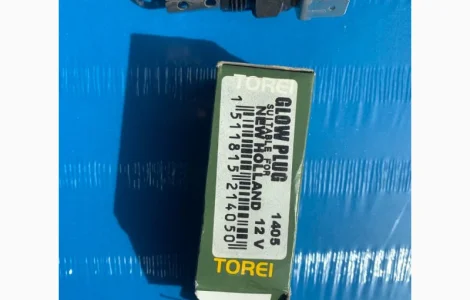 TOREI
GLOW PLUG 1405
SUITABLE FOR
NEW HOLLAND 12 V
1511815214050
TOREI